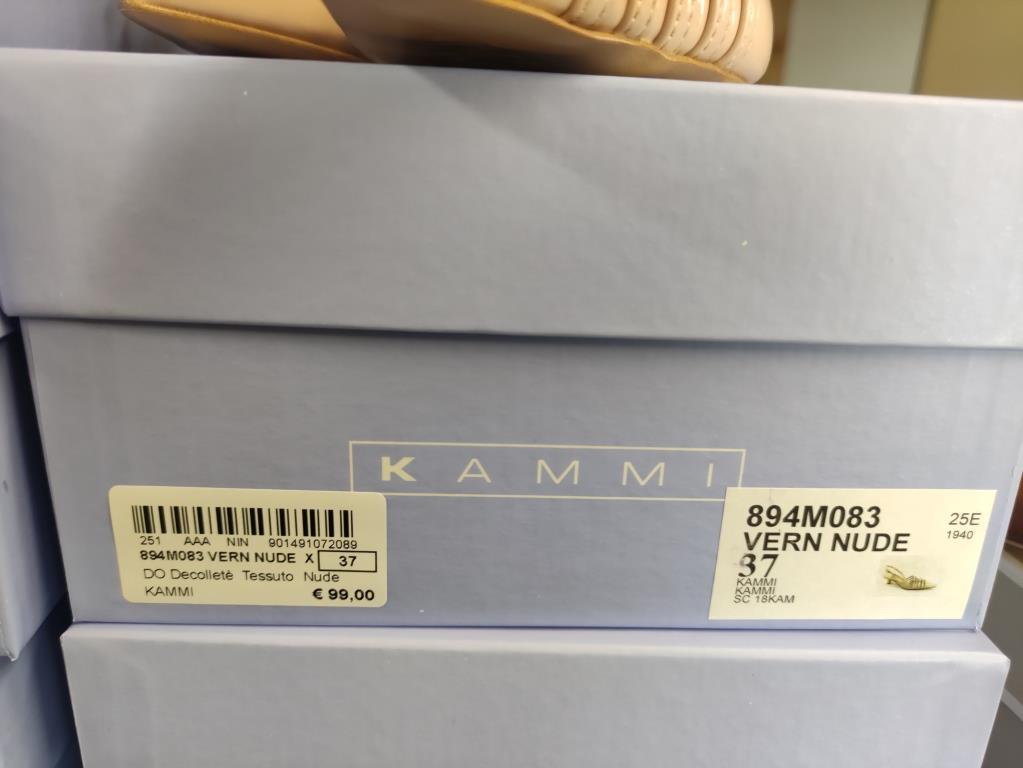 KAMMI
251 AAA NIN 901491072089
894M083 VERN NUDE X 37
DO Decolletè Tessuto Nude
KAMMI € 99,00
894M083 25E
VERN NUDE 1940
37
KAMMI
KAMMI
SC 18KAM